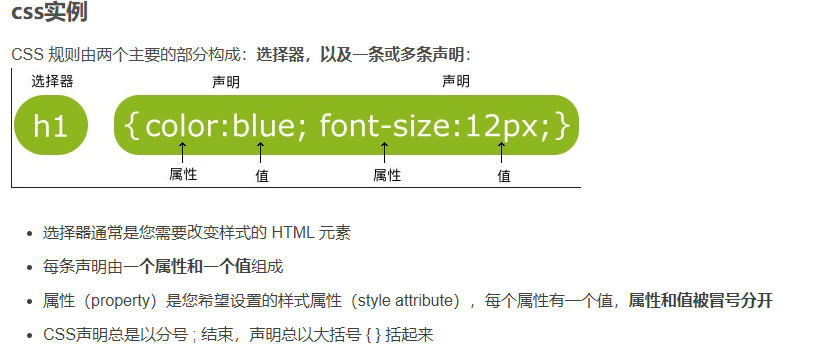 css实例
CSS 规则由两个主要的部分构成：选择器，以及一条或多条声明：
选择器 声明 声明
h1 {color:blue; font-size:12px;}
属性 值 属性 值
选择器通常是您需要改变样式的 HTML 元素
每条声明由一个属性和一个值组成
属性（property）是您希望设置的样式属性（style attribute），每个属性有一个值，属性和值被冒号分开
CSS声明总是以分号 ; 结束，声明总以大括号 { } 括起来